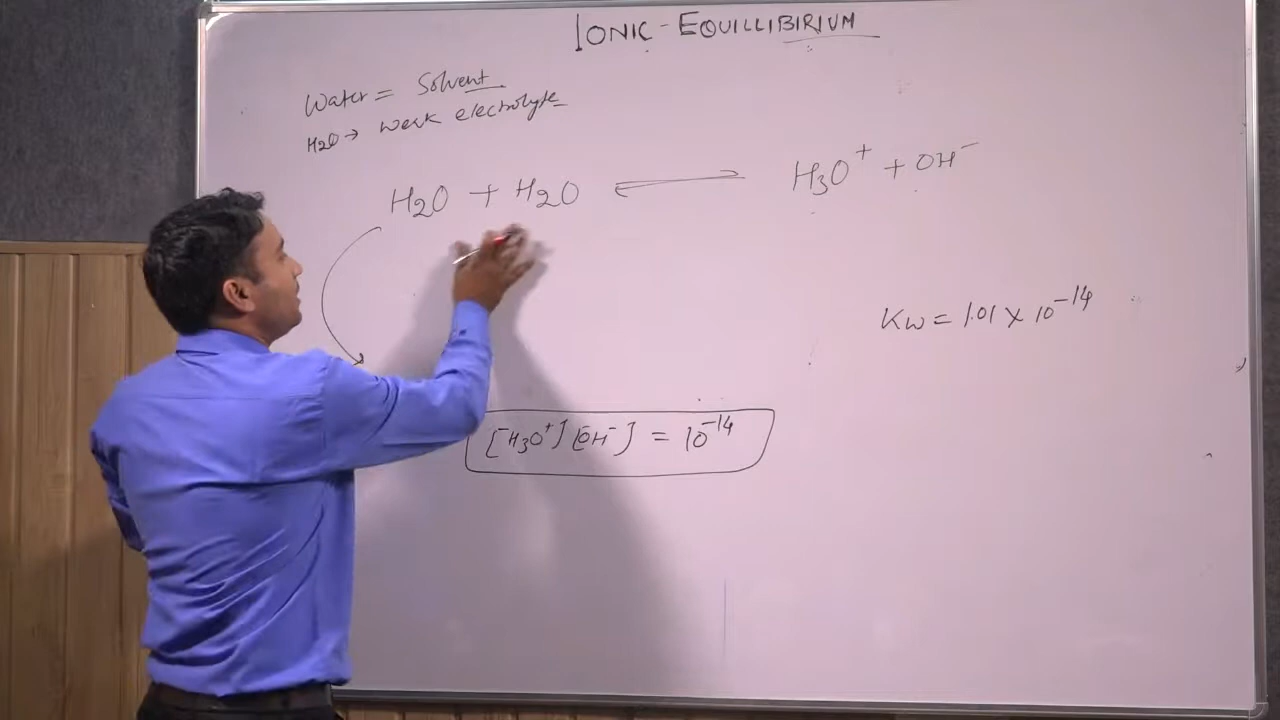 IONIC-EQUILLIBIRIUM
Water = Solvent
H2O → weak electrolyte
H2O + H2O ⇌ H3O+ + OH-
Kw = 1.01 × 10-14
[H3O+] [OH-] = 10-14